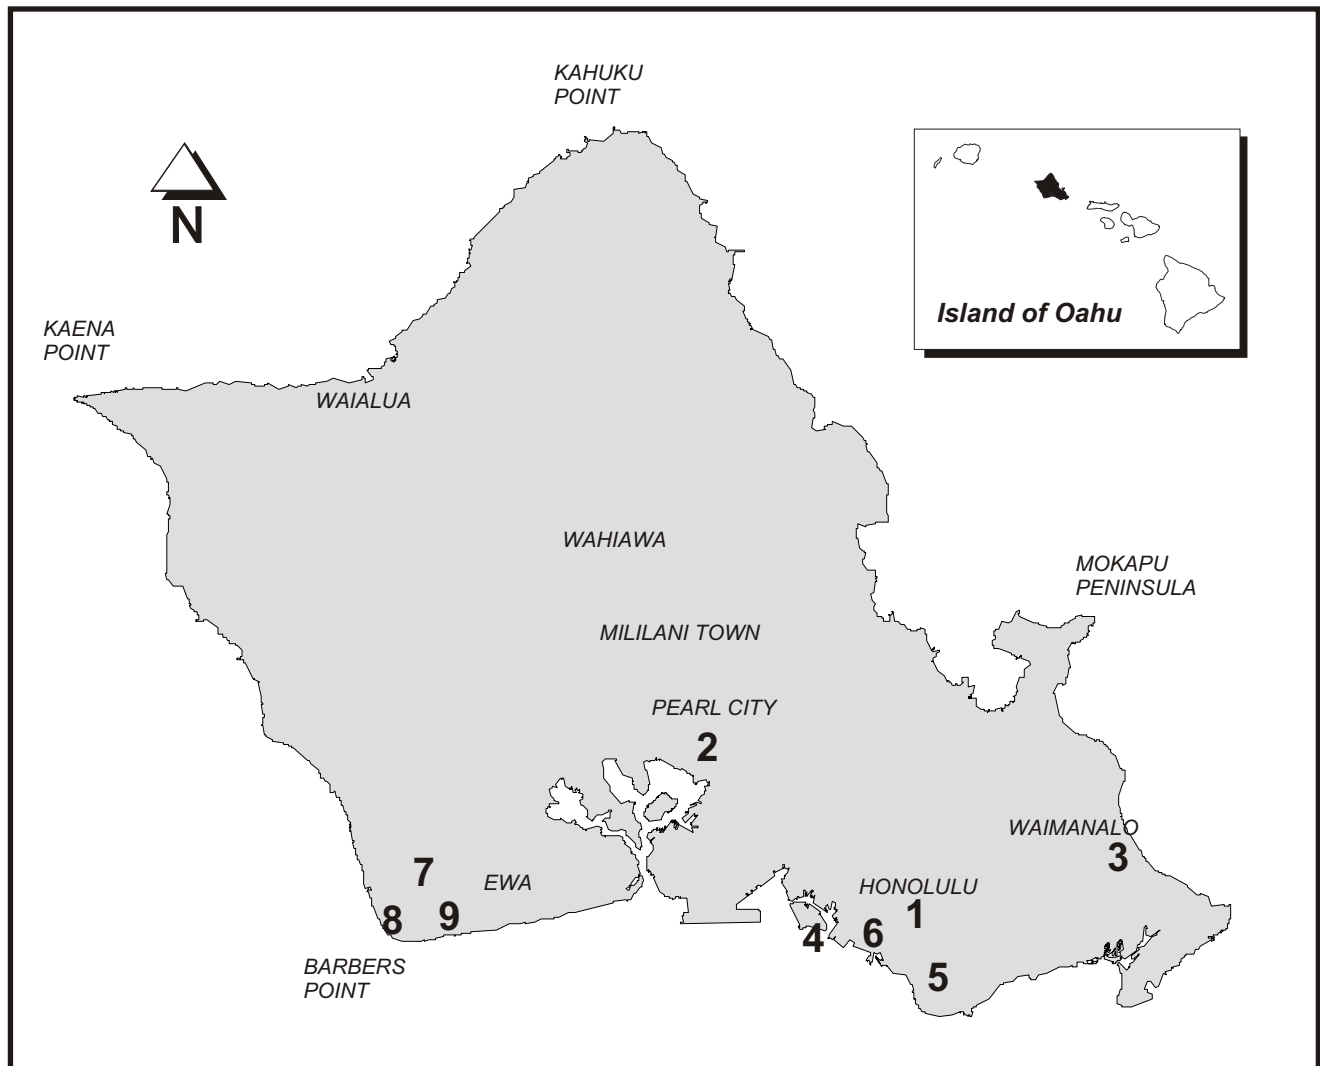 KAHUKU
POINT
N
Island of Oahu
KAENA
POINT
WAIALUA
WAHIAWA
MOKAPU
PENINSULA
MILILANI TOWN
PEARL CITY
2
WAIMANALO
3
7
EWA
HONOLULU
1
8
9
4
6
5
BARBERS
POINT